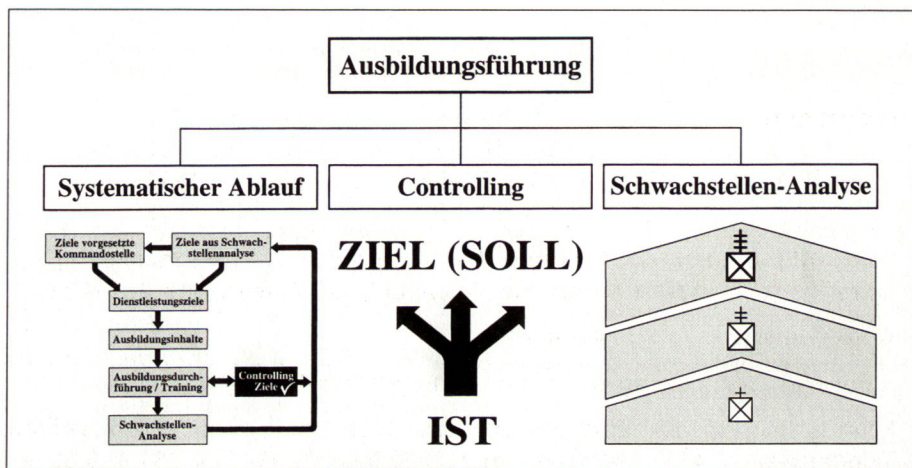 Ausbildungsführung
Systematischer Ablauf
Controlling
Schwachstellen-Analyse
Ziele vorgesetzte
Kommandostelle
Ziele aus Schwach-
stellenanalyse
Dienstleistungsziele
Ausbildungsinhalte
Ausbildungsdurch-
führung / Training
Controlling
Ziele
Schwachstellen-
Analyse
ZIEL (SOLL)
IST